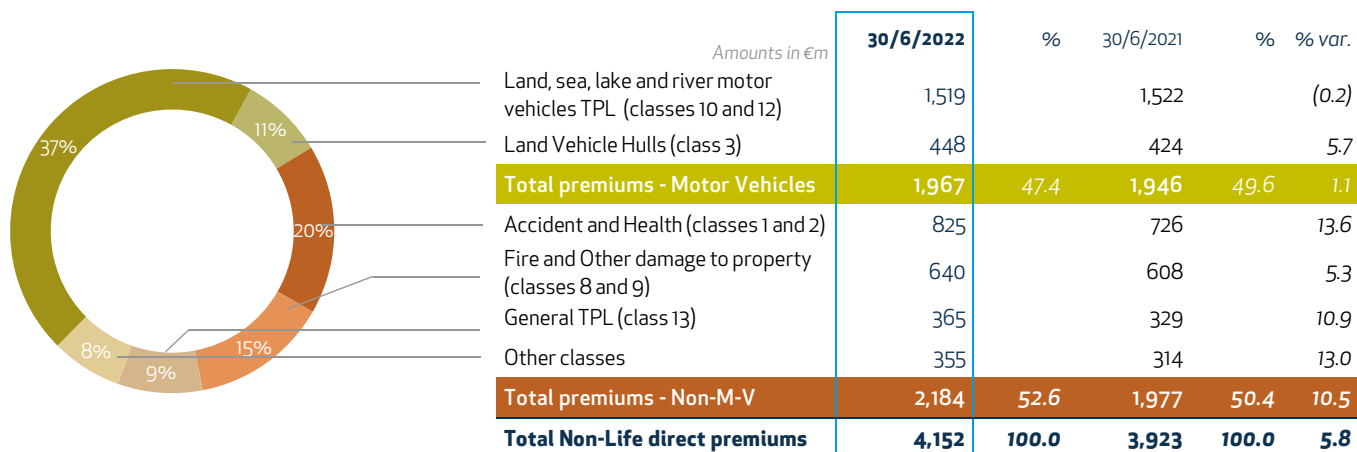 Amounts in €m 30/6/2022 % 30/6/2021 % % var.
Land, sea, lake and river motor
vehicles TPL (classes 10 and 12) 1,519 1,522 (0.2)
Land Vehicle Hulls (class 3) 448 424 5.7
Total premiums - Motor Vehicles 1,967 47.4 1,946 49.6 1.1
Accident and Health (classes 1 and 2) 825 726 13.6
Fire and Other damage to property
(classes 8 and 9) 640 608 5.3
General TPL (class 13) 365 329 10.9
Other classes 355 314 13.0
Total premiums - Non-M-V 2,184 52.6 1,977 50.4 10.5
Total Non-Life direct premiums 4,152 100.0 3,923 100.0 5.8
37%
11%
20%
15%
9%
8%